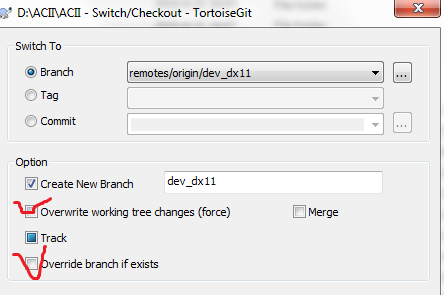 D:\ACII\ACII - Switch/Checkout - TortoiseGit
Switch To
Branch remotes/origin/dev_dx11 ...
Tag
Commit ...
Option
Create New Branch dev_dx11
Overwrite working tree changes (force) Merge
Track
Override branch if exists